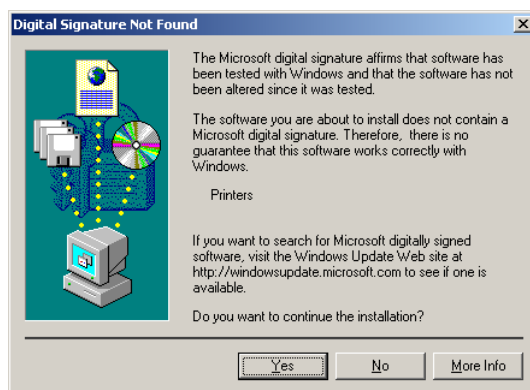 Digital Signature Not Found
The Microsoft digital signature affirms that software has
been tested with Windows and that the software has not
been altered since it was tested.
The software you are about to install does not contain a
Microsoft digital signature. Therefore, there is no
guarantee that this software works correctly with
Windows.
Printers
If you want to search for Microsoft digitally signed
software, visit the Windows Update Web site at
http://windowsupdate.microsoft.com to see if one is
available.
Do you want to continue the installation?
Yes
No
More Info